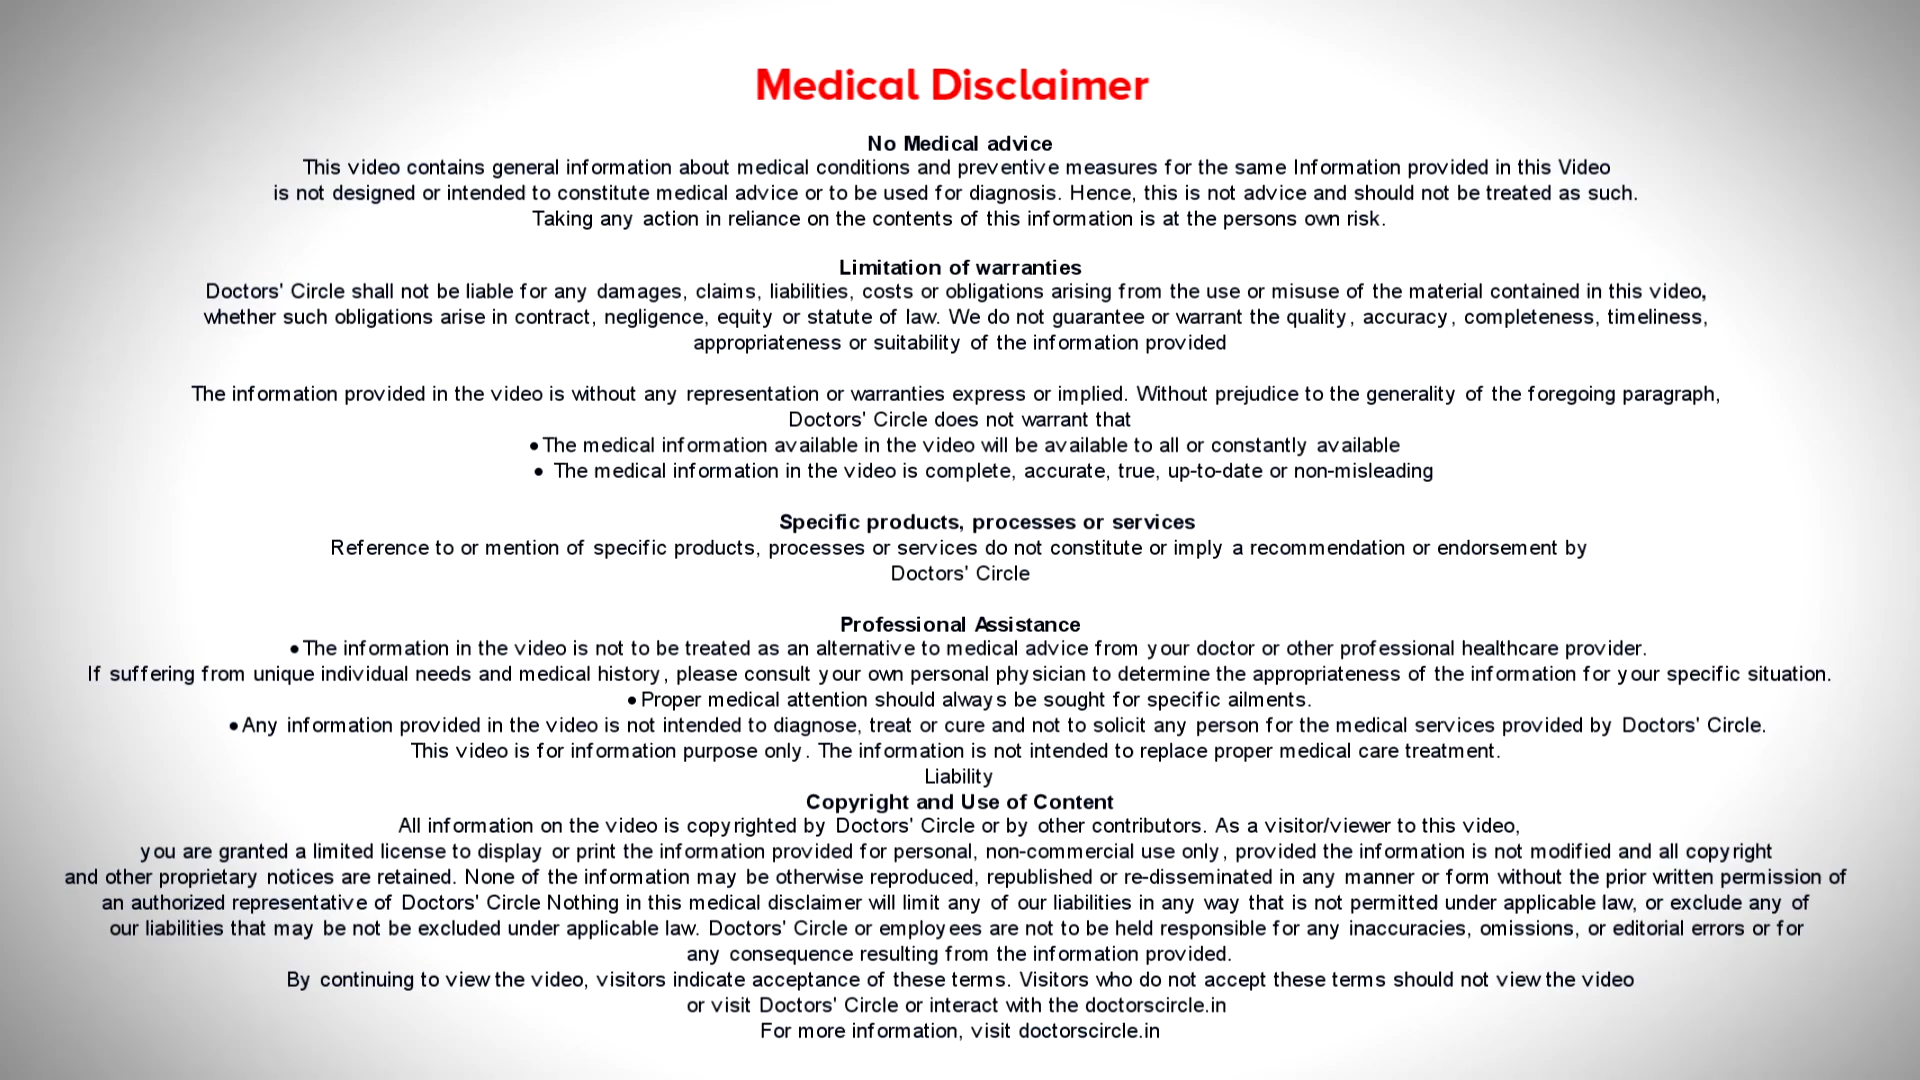 Medical Disclaimer
No Medical advice
This video contains general information about medical conditions and preventive measures for the same Information provided in this Video
is not designed or intended to constitute medical advice or to be used for diagnosis. Hence, this is not advice and should not be treated as such.
Taking any action in reliance on the contents of this information is at the persons own risk.
Limitation of warranties
Doctors' Circle shall not be liable for any damages, claims, liabilities, costs or obligations arising from the use or misuse of the material contained in this video,
whether such obligations arise in contract, negligence, equity or statute of law. We do not guarantee or warrant the quality, accuracy, completeness, timeliness,
appropriateness or suitability of the information provided
The information provided in the video is without any representation or warranties express or implied. Without prejudice to the generality of the foregoing paragraph,
Doctors' Circle does not warrant that
• The medical information available in the video will be available to all or constantly available
• The medical information in the video is complete, accurate, true, up-to-date or non-misleading
Specific products, processes or services
Reference to or mention of specific products, processes or services do not constitute or imply a recommendation or endorsement by
Doctors' Circle
Professional Assistance
• The information in the video is not to be treated as an alternative to medical advice from your doctor or other professional healthcare provider.
If suffering from unique individual needs and medical history, please consult your own personal physician to determine the appropriateness of the information for your specific situation.
• Proper medical attention should always be sought for specific ailments.
• Any information provided in the video is not intended to diagnose, treat or cure and not to solicit any person for the medical services provided by Doctors' Circle.
This video is for information purpose only. The information is not intended to replace proper medical care treatment.
Liability
Copyright and Use of Content
All information on the video is copyrighted by Doctors' Circle or by other contributors. As a visitor/viewer to this video,
you are granted a limited license to display or print the information provided for personal, non-commercial use only, provided the information is not modified and all copyright
and other proprietary notices are retained. None of the information may be otherwise reproduced, republished or re-disseminated in any manner or form without the prior written permission of
an authorized representative of Doctors' Circle Nothing in this medical disclaimer will limit any of our liabilities in any way that is not permitted under applicable law, or exclude any of
our liabilities that may be not be excluded under applicable law. Doctors' Circle or employees are not to be held responsible for any inaccuracies, omissions, or editorial errors or for
any consequence resulting from the information provided.
By continuing to view the video, visitors indicate acceptance of these terms. Visitors who do not accept these terms should not view the video
or visit Doctors' Circle or interact with the doctorscircle.in
For more information, visit doctorscircle.in